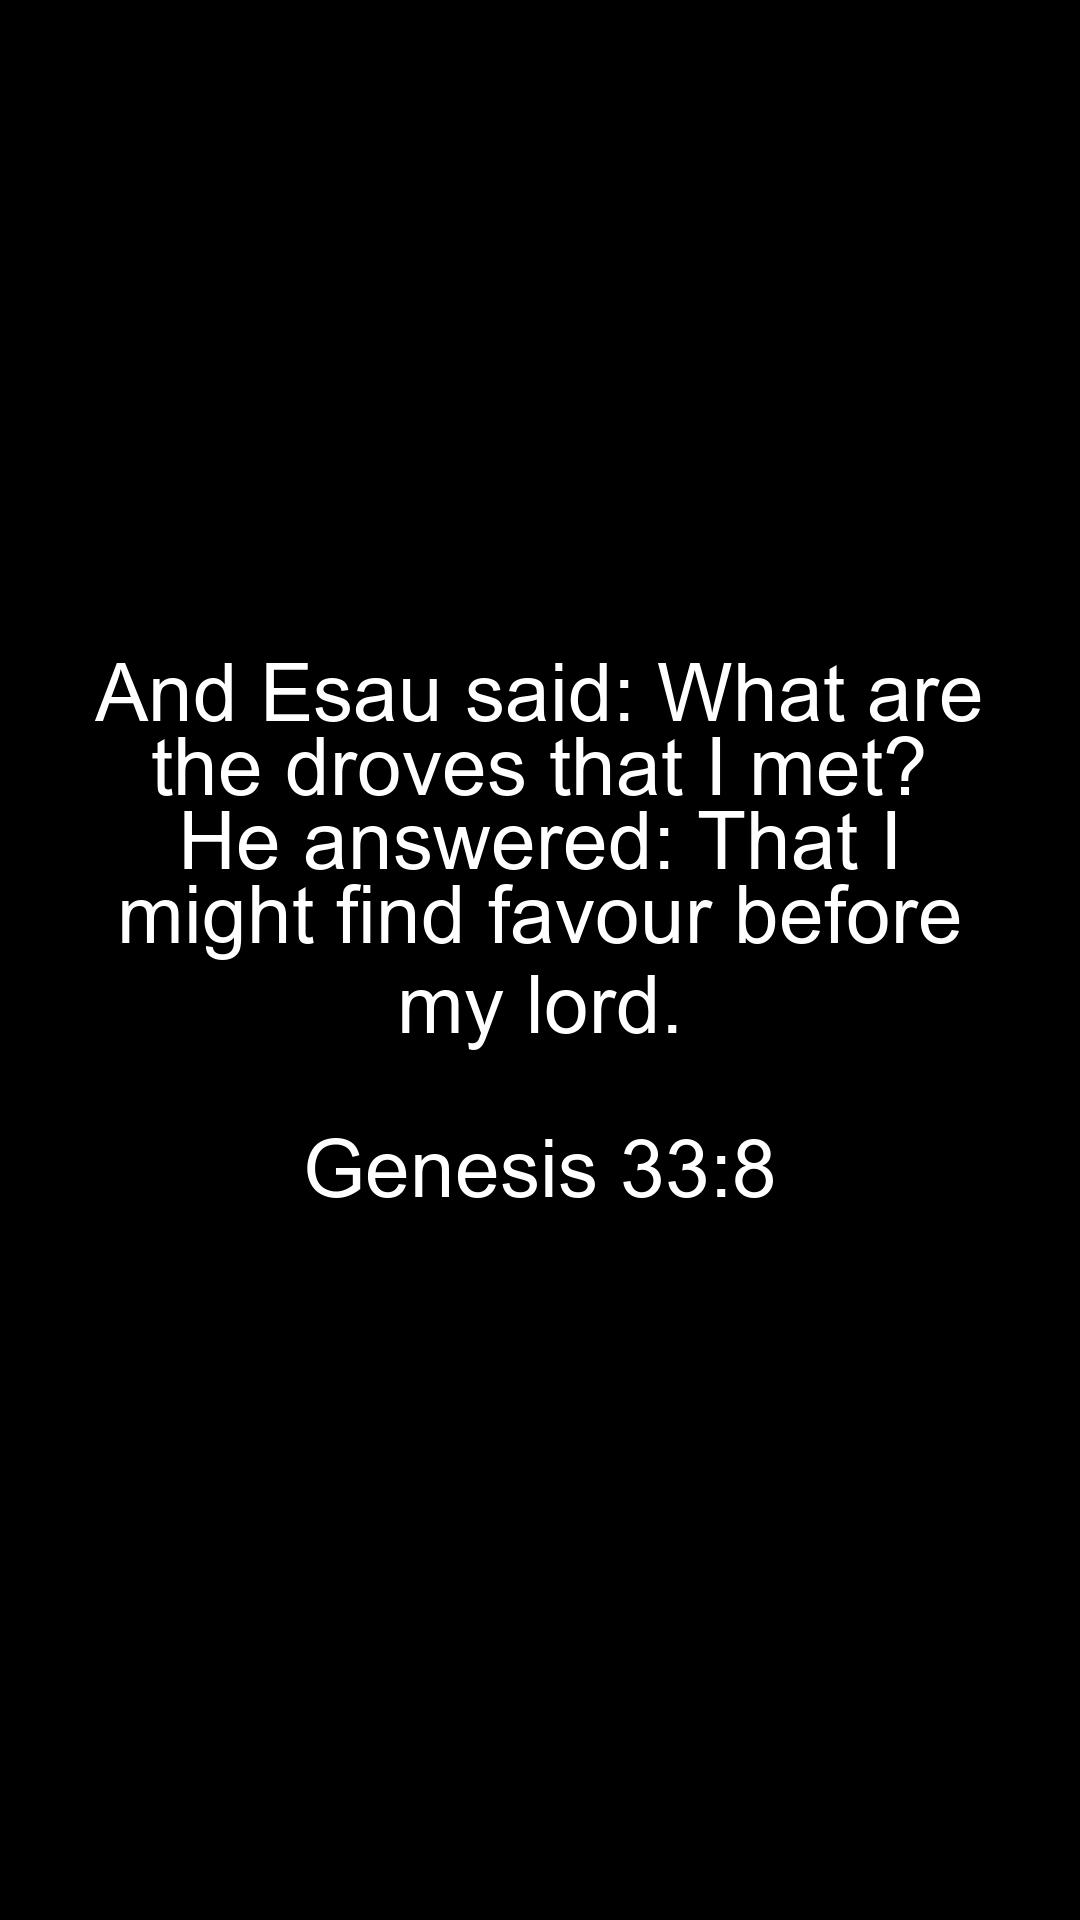 And Esau said: What are
the droves that I met?
He answered: That I
might find favour before
my lord.
Genesis 33:8